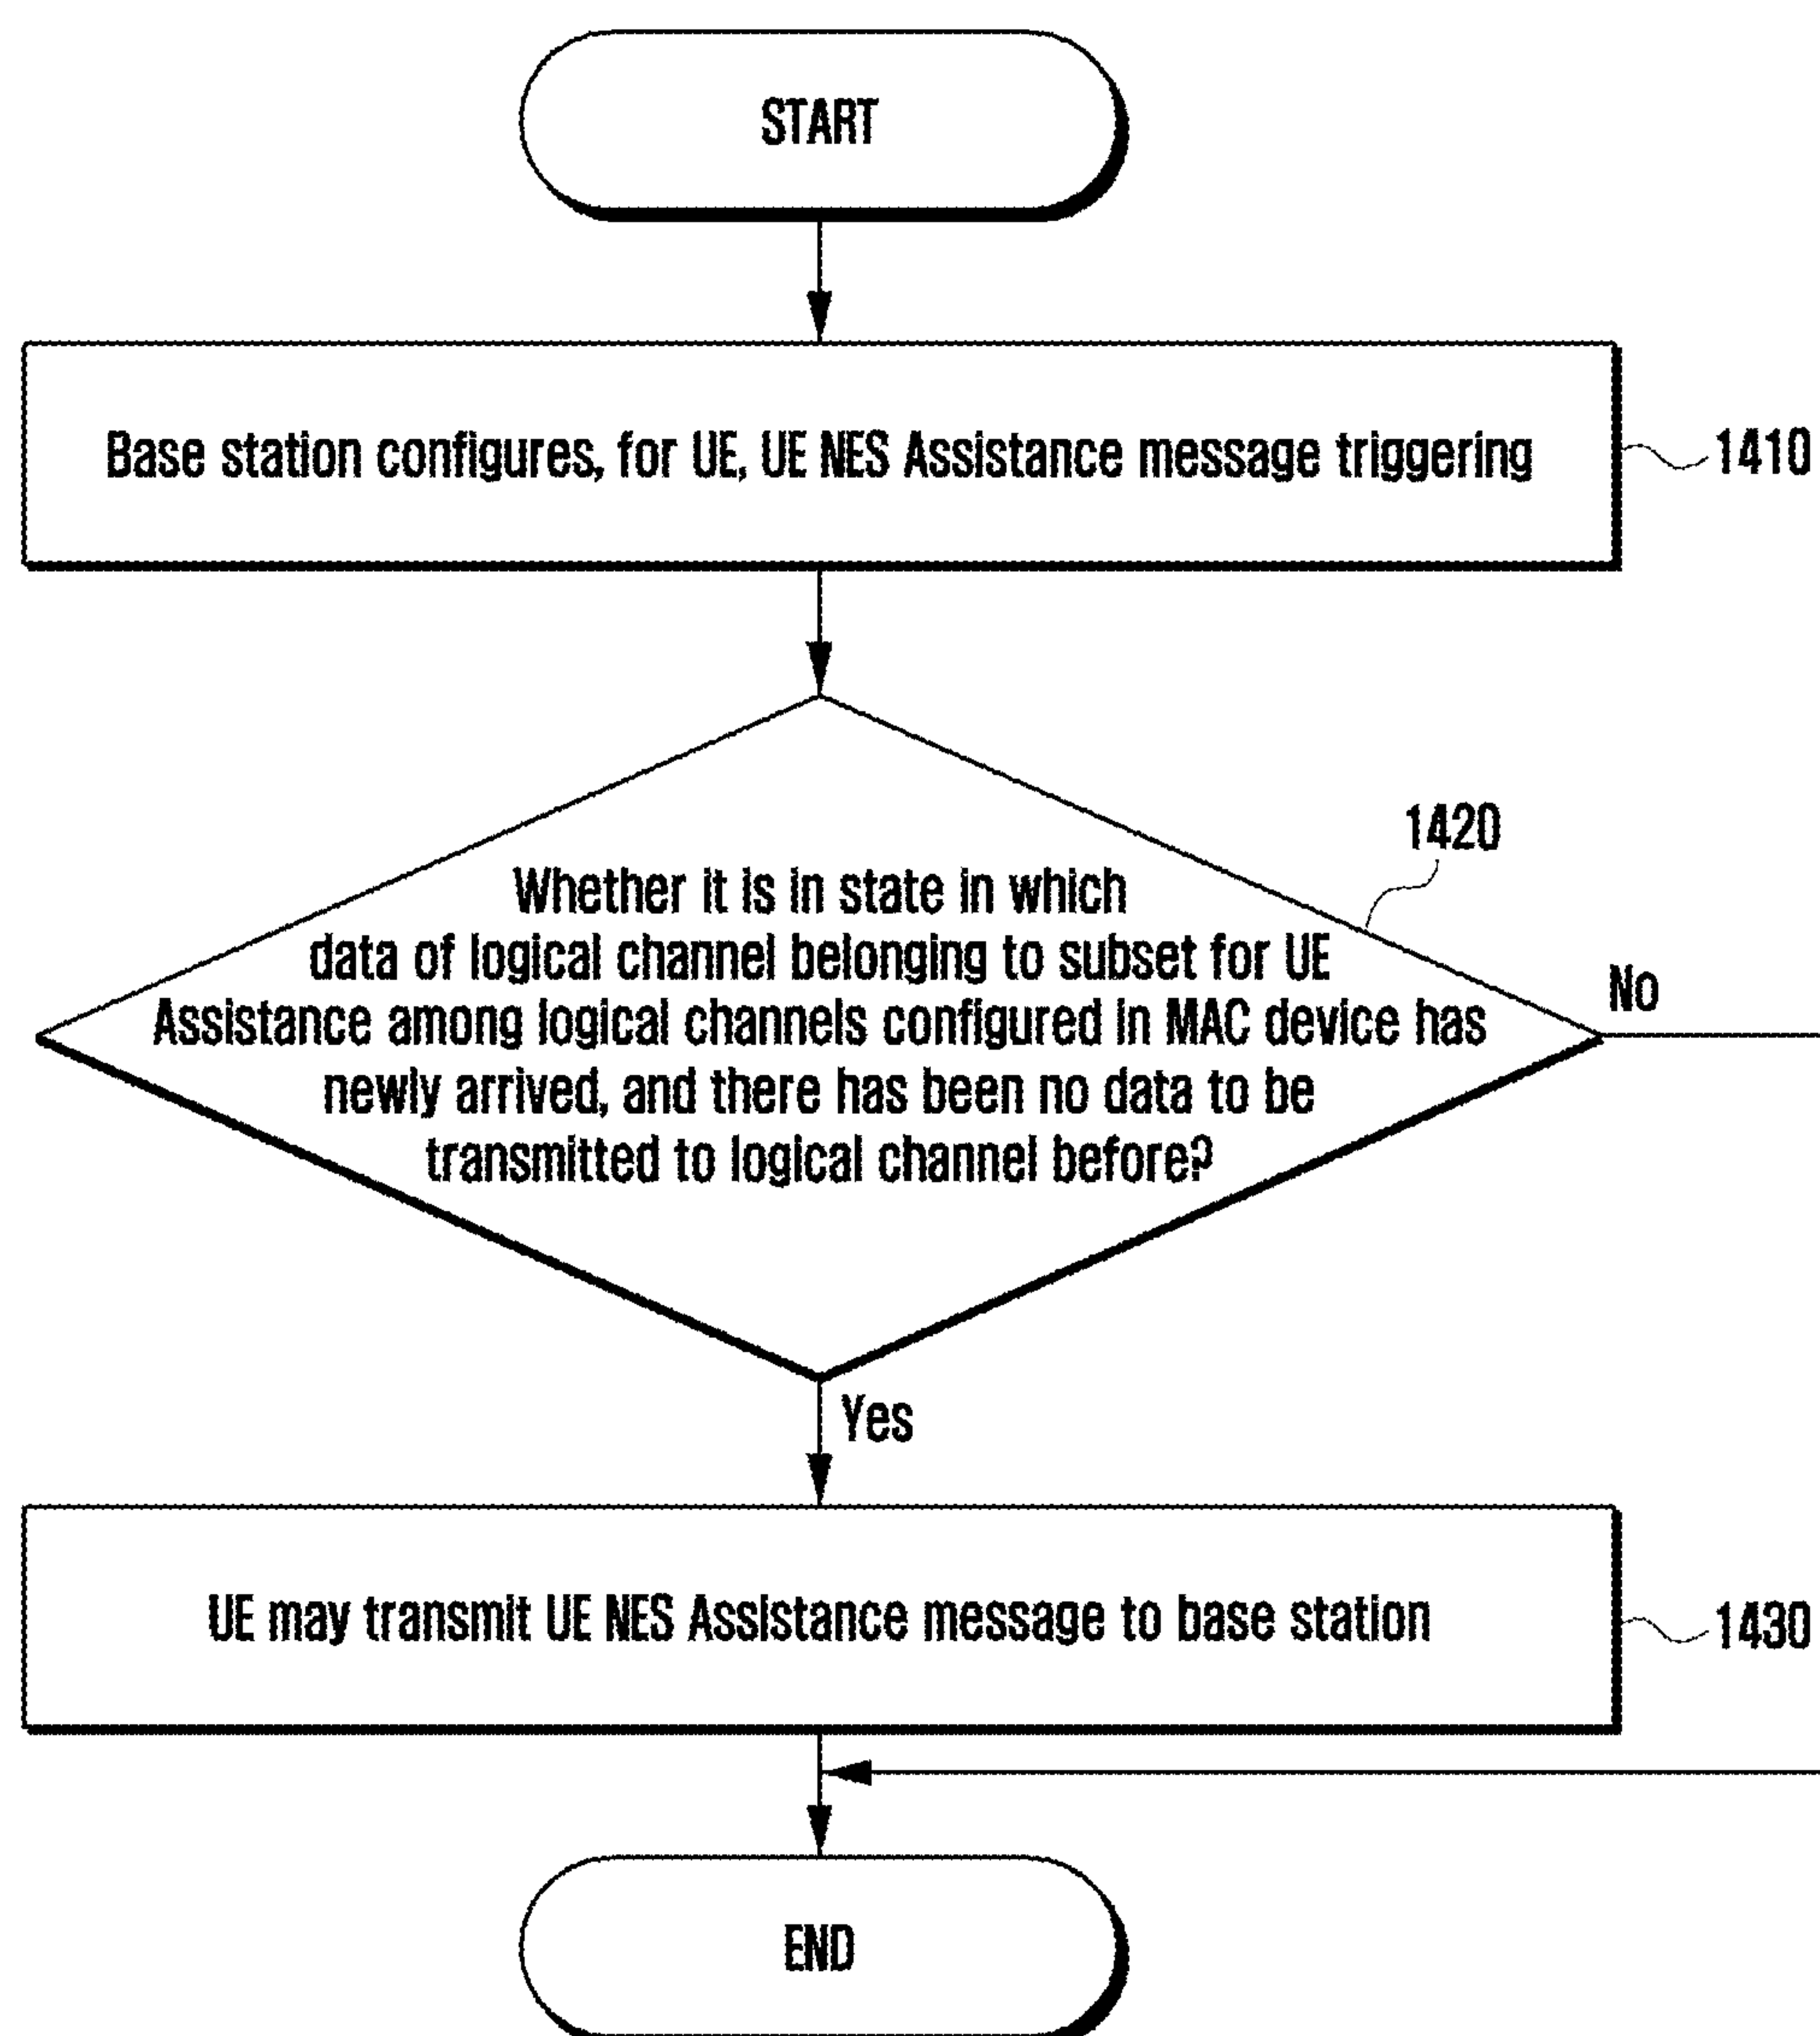 START
Base station configures, for UE, UE NES Assistance message triggering
1410
1420
Whether it is in state in which
data of logical channel belonging to subset for UE
Assistance among logical channels configured in MAC device has
newly arrived, and there has been no data to be
transmitted to logical channel before?
No
Yes
UE may transmit UE NES Assistance message to base station
1430
END